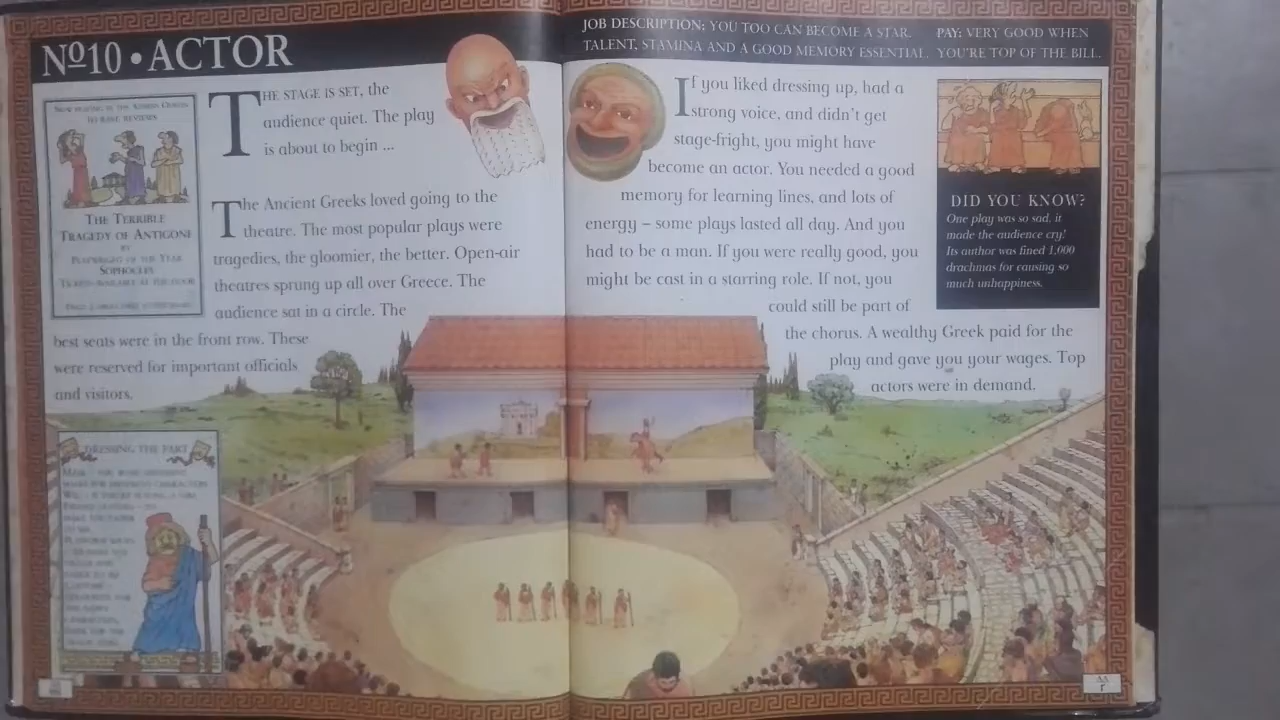 Nº10 • ACTOR
JOB DESCRIPTION: YOU TOO CAN BECOME A STAR.
TALENT, STAMINA AND A GOOD MEMORY ESSENTIAL.
PAY: VERY GOOD WHEN
YOU'RE TOP OF THE BILL.
TO RAVE REVIEWS
THE TERRIBLE
TRAGEDY OF ANTIGONE
BY
PLAYWRIGHT OF THE YEAR
SOPHOCLES
THE STAGE IS SET, the
audience quiet. The play
is about to begin ...
The Ancient Greeks loved going to the
theatre. The most popular plays were
tragedies, the gloomier, the better. Open-air
theatres sprung up all over Greece. The
audience sat in a circle. The
best seats were in the front row. These
were reserved for important officials
and visitors.
DRESSING THE PART
If you liked dressing up, had a
strong voice, and didn't get
stage-fright, you might have
become an actor. You needed a good
memory for learning lines, and lots of
energy – some plays lasted all day. And you
had to be a man. If you were really good, you
might be cast in a starring role. If not, you
could still be part of
the chorus. A wealthy Greek paid for the
play and gave you your wages. Top
actors were in demand.
DID YOU KNOW?
One play was so sad, it
made the audience cry!
Its author was fined 1,000
drachmas for causing so
much unhappiness.